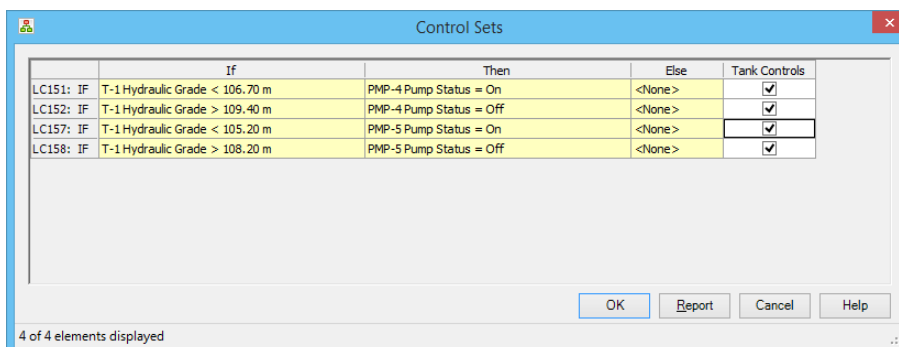 Control Sets
If Then Else Tank Controls
LC151: IF T-1 Hydraulic Grade < 106.70 m PMP-4 Pump Status = On <None>
LC152: IF T-1 Hydraulic Grade > 109.40 m PMP-4 Pump Status = Off <None>
LC157: IF T-1 Hydraulic Grade < 105.20 m PMP-5 Pump Status = On <None>
LC158: IF T-1 Hydraulic Grade > 108.20 m PMP-5 Pump Status = Off <None>
OK Report Cancel Help
4 of 4 elements displayed